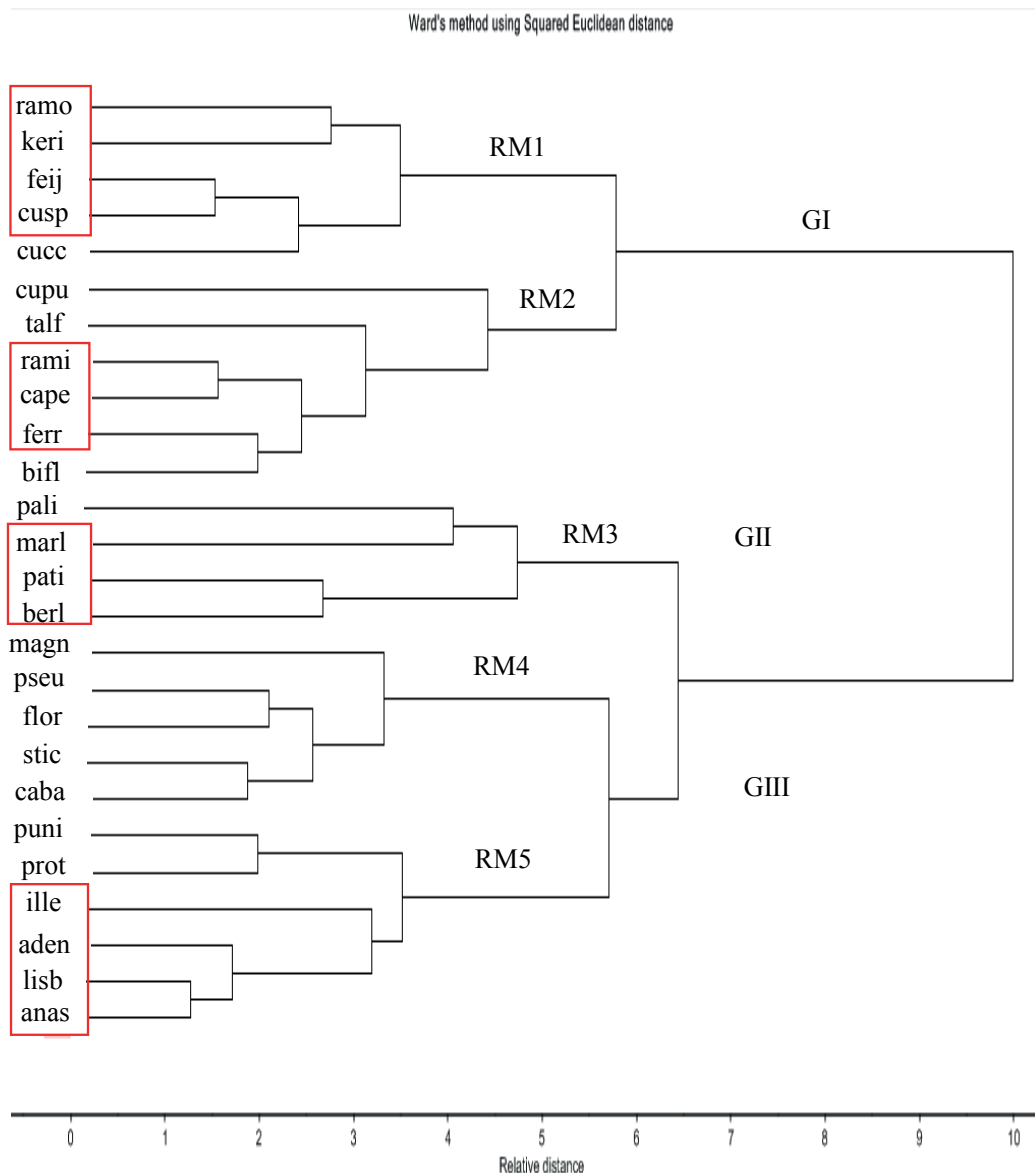 Ward's method using Squared Euclidean distance
ramo
keri
RM1
feij
cusp
GI
cucc
cupu
RM2
talf
rami
cape
ferr
bifl
pali
marl
RM3
GII
pati
berl
magn
pseu
RM4
flor
stic
caba
GIII
puni
prot
RM5
ille
aden
lisb
anas
0 1 2 3 4 5 6 7 8 9 10
Relative distance